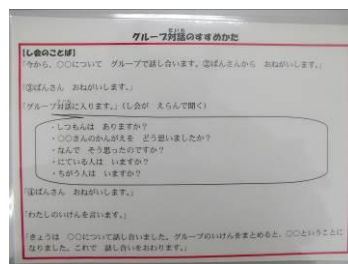 グループ対話のすすめかた
たいわ
【し会のことば】
「今から、○○について グループで話し合います。②ばんさんから おねがいします。」
「③ばんさん おねがいします。」
「グループ対話に入ります。」（し会が えらんで聞く）
たいわ
・しつもんは ありますか？
・○○さんのかんがえを どう思いましたか？
・なんで そう思ったのですか？
・にている人は いますか？
・ちがう人は いますか？
「④ばんさん おねがいします。」
「わたしのいけんを言います。」
「きょうは ○○について話し合いました。グループのいけんをまとめると、○○ということに
なりました。これで 話し合いをおわります。」